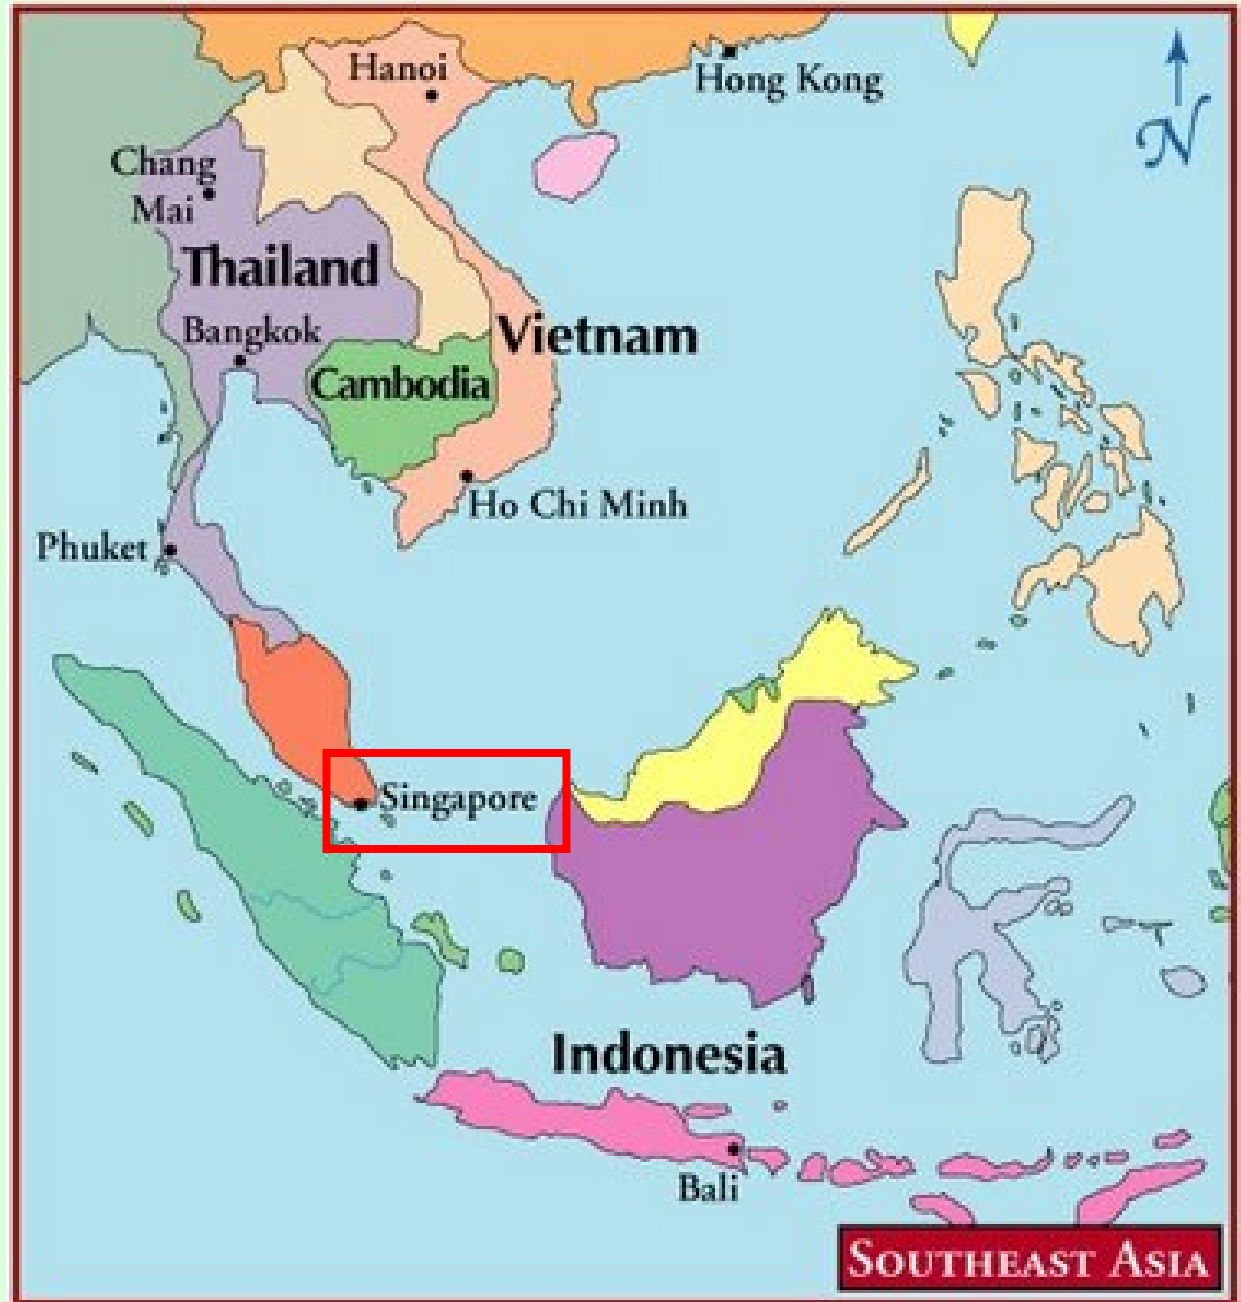 Hanoi
Hong Kong
N
Chang
Mai
Thailand
Bangkok
Vietnam
Cambodia
Ho Chi Minh
Phuket
Singapore
Indonesia
Bali
SOUTHEAST ASIA